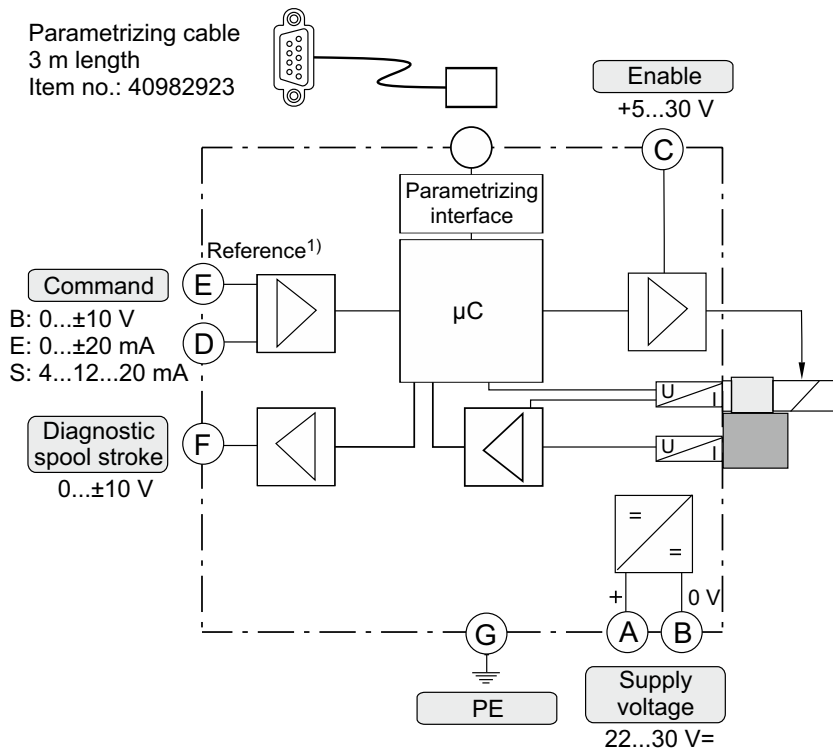 Parametrizing cable
3 m length
Item no.: 40982923
Enable
+5...30 V
C
Parametrizing
interface
Reference1)
Command
E
B: 0...±10 V
E: 0...±20 mA
S: 4...12...20 mA
D
µC
U
I
Diagnostic
spool stroke
F
0...±10 V
U
I
=
=
+
0 V
G
A
B
PE
Supply
voltage
22...30 V=